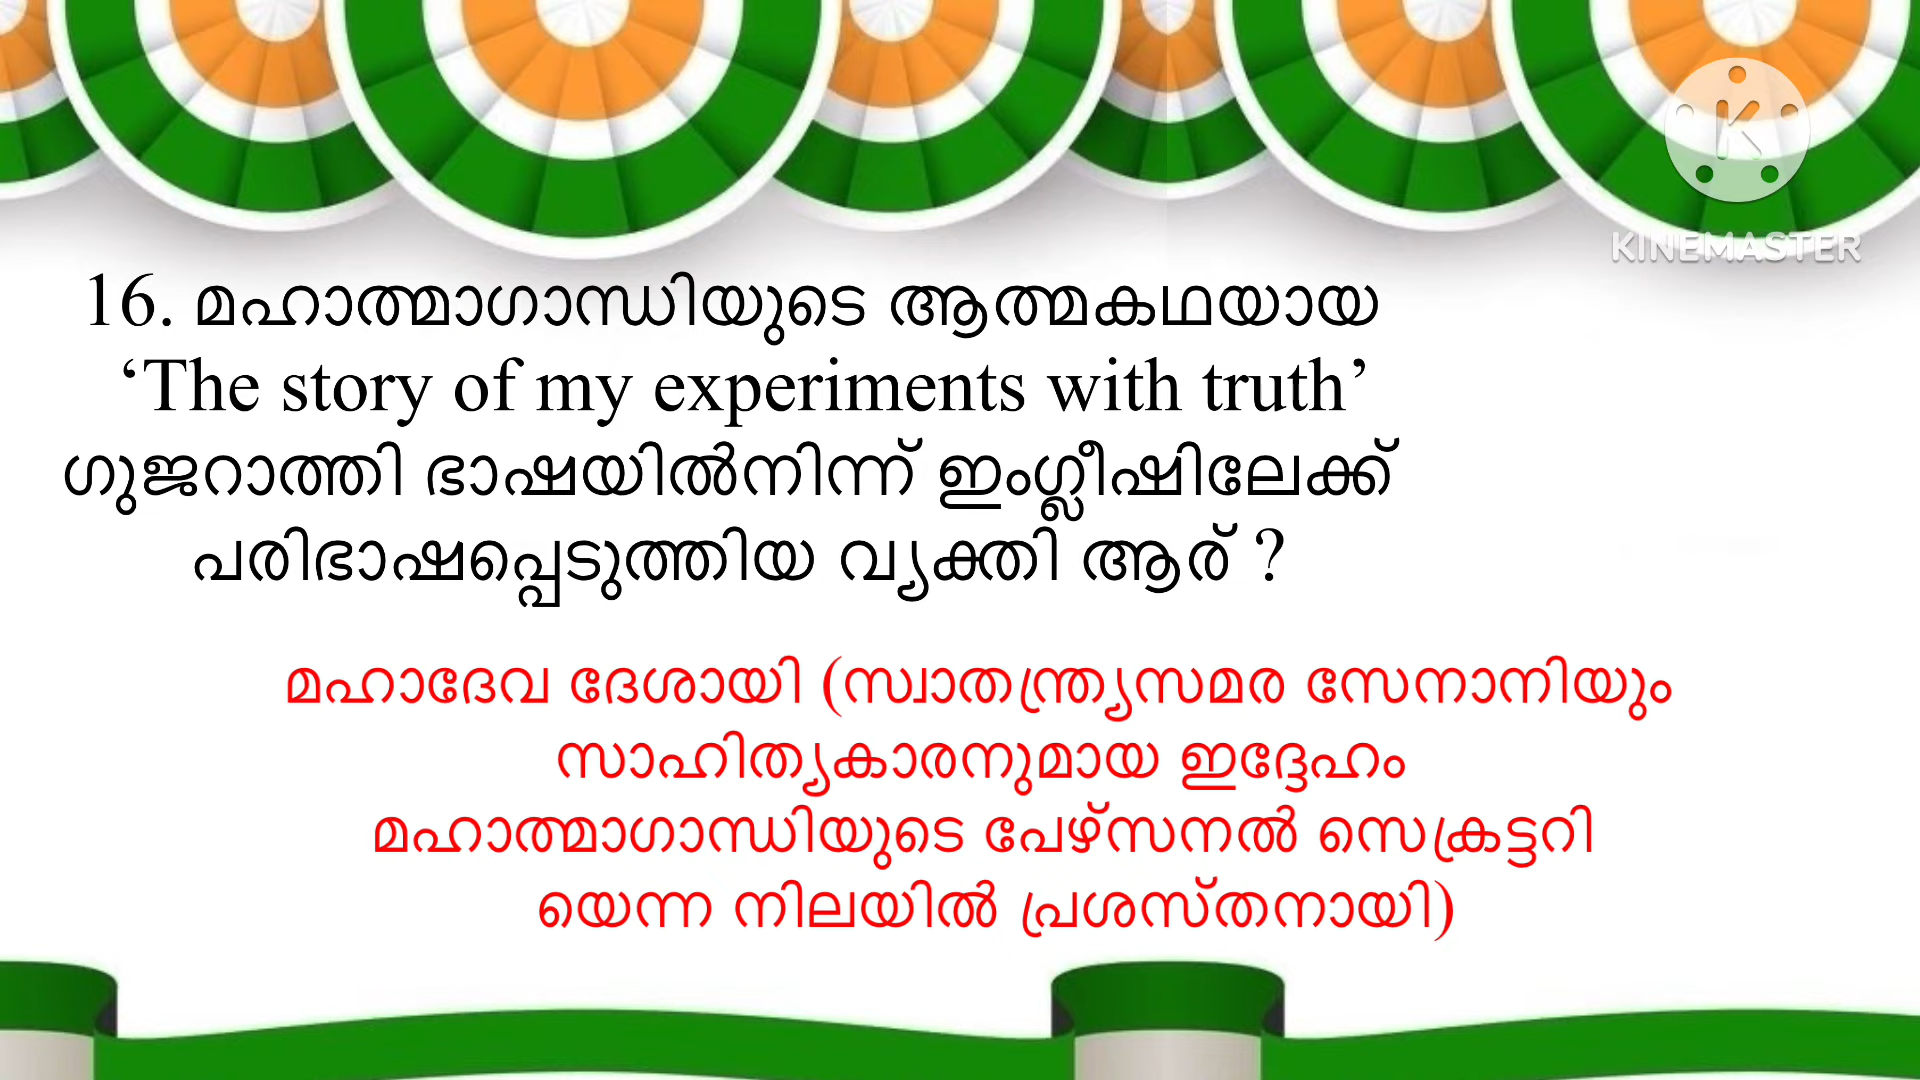 KINEMASTER
16. മഹാത്മാഗാന്ധിയുടെ ആത്മകഥയായ
‘The story of my experiments with truth’
ഗുജറാത്തി ഭാഷയിൽനിന്ന് ഇംഗ്ലീഷിലേക്ക്
പരിഭാഷപ്പെടുത്തിയ വ്യക്തി ആര് ?
മഹാദേവ ദേശായി (സ്വാതന്ത്ര്യസമര സേനാനിയും
സാഹിത്യകാരനുമായ ഇദ്ദേഹം
മഹാത്മാഗാന്ധിയുടെ പേഴ്സനൽ സെക്രട്ടറി
യെന്ന നിലയിൽ പ്രശസ്തനായി)